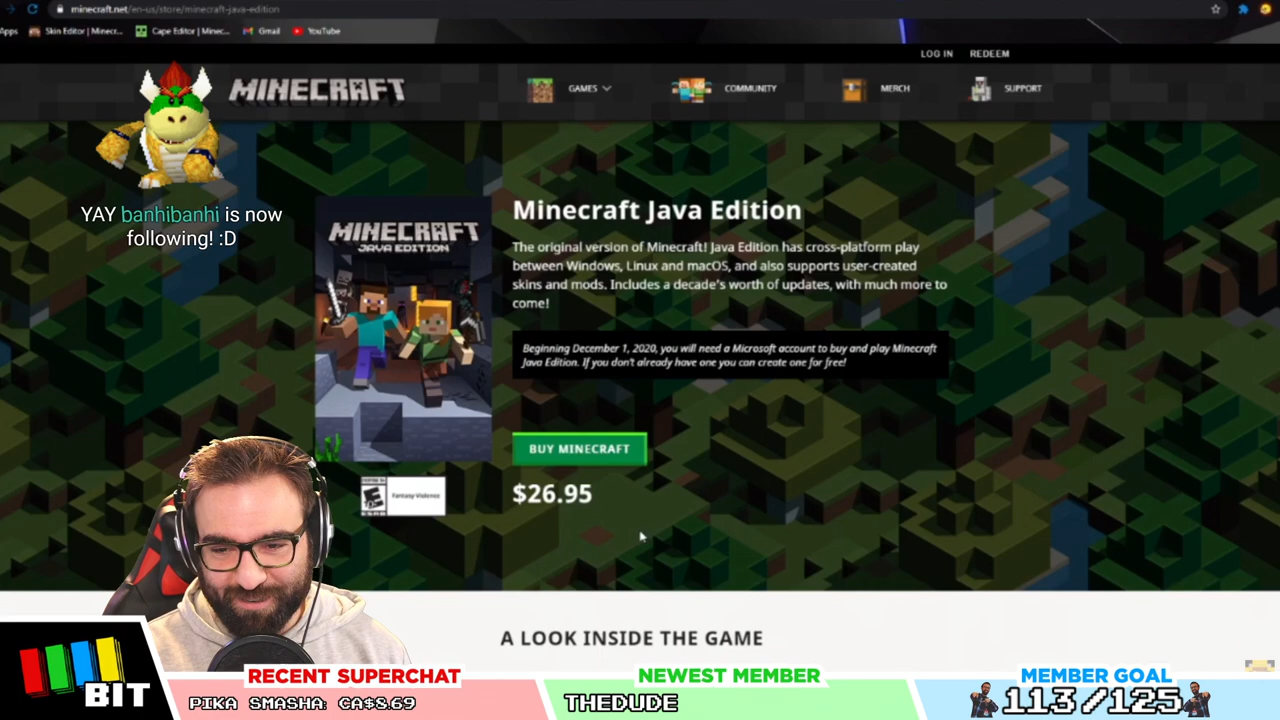 minecraft.net/en-us/store/minecraft-java-edition
Apps
Skin Editor | Minecr...
Cape Editor | Minec...
Gmail
YouTube
LOG IN
REDEEM
MINECRAFT
GAMES
COMMUNITY
MERCH
SUPPORT
YAY banhibanhi is now
following! :D
MINECRAFT
JAVA EDITION
Minecraft Java Edition
The original version of Minecraft! Java Edition has cross-platform play
between Windows, Linux and macOS, and also supports user-created
skins and mods. Includes a decade's worth of updates, with much more to
come!
Beginning December 1, 2020, you will need a Microsoft account to buy and play Minecraft
Java Edition. If you don't already have one you can create one for free!
BUY MINECRAFT
$26.95
E
Fantasy Violence
A LOOK INSIDE THE GAME
BIT
RECENT SUPERCHAT
PIKA SMASHA: CA$8.69
NEWEST MEMBER
THEDUDE
MEMBER GOAL
113/125